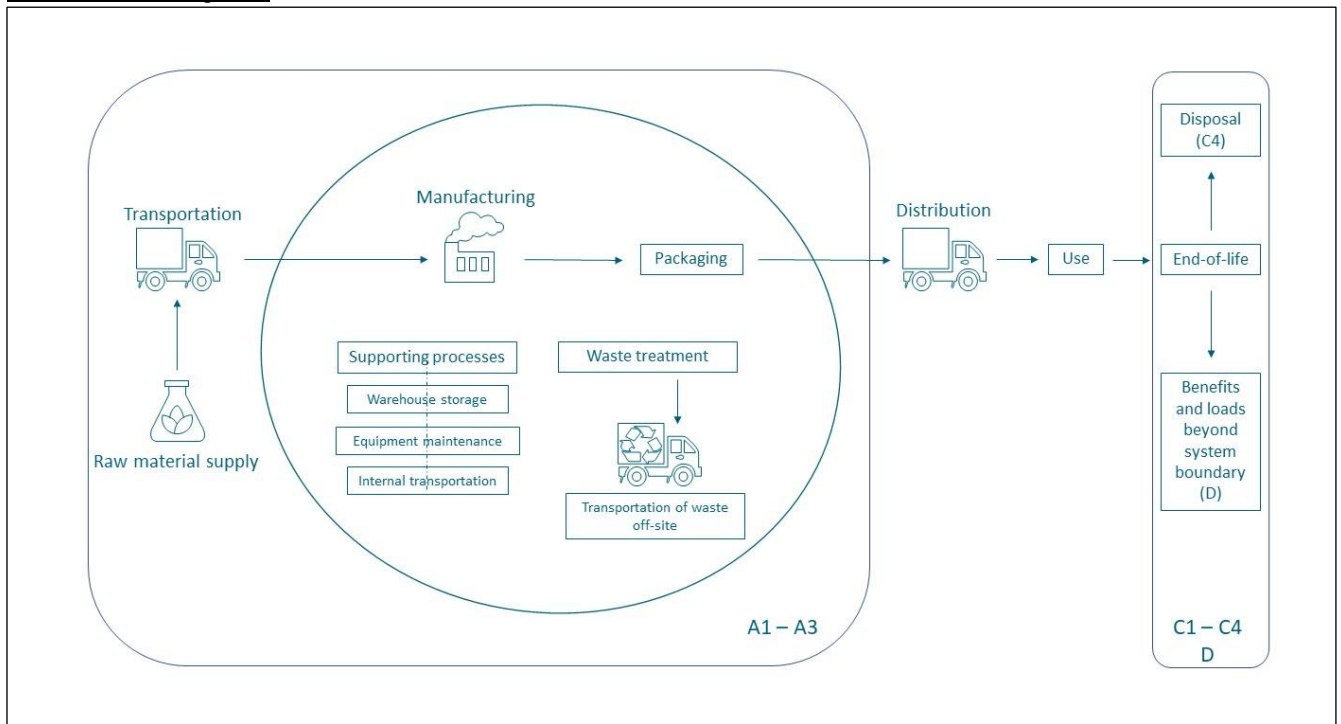 Disposal
(C4)
Transportation
Manufacturing
Distribution
Packaging
Use
End-of-life
Supporting processes
Warehouse storage
Equipment maintenance
Internal transportation
Waste treatment
Transportation of waste
off-site
Raw material supply
Benefits
and loads
beyond
system
boundary
(D)
A1 – A3
C1 – C4
D